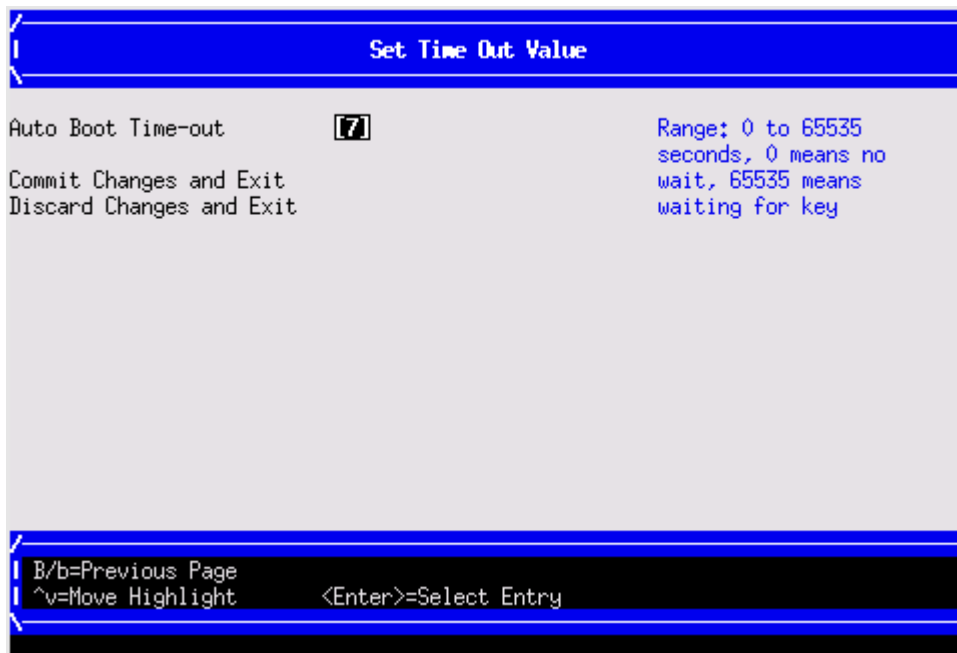 Set Time Out Value
Auto Boot Time-out [7] Range: 0 to 65535
seconds, 0 means no
Commit Changes and Exit wait, 65535 means
Discard Changes and Exit waiting for key
B/b=Previous Page
^v=Move Highlight <Enter>=Select Entry